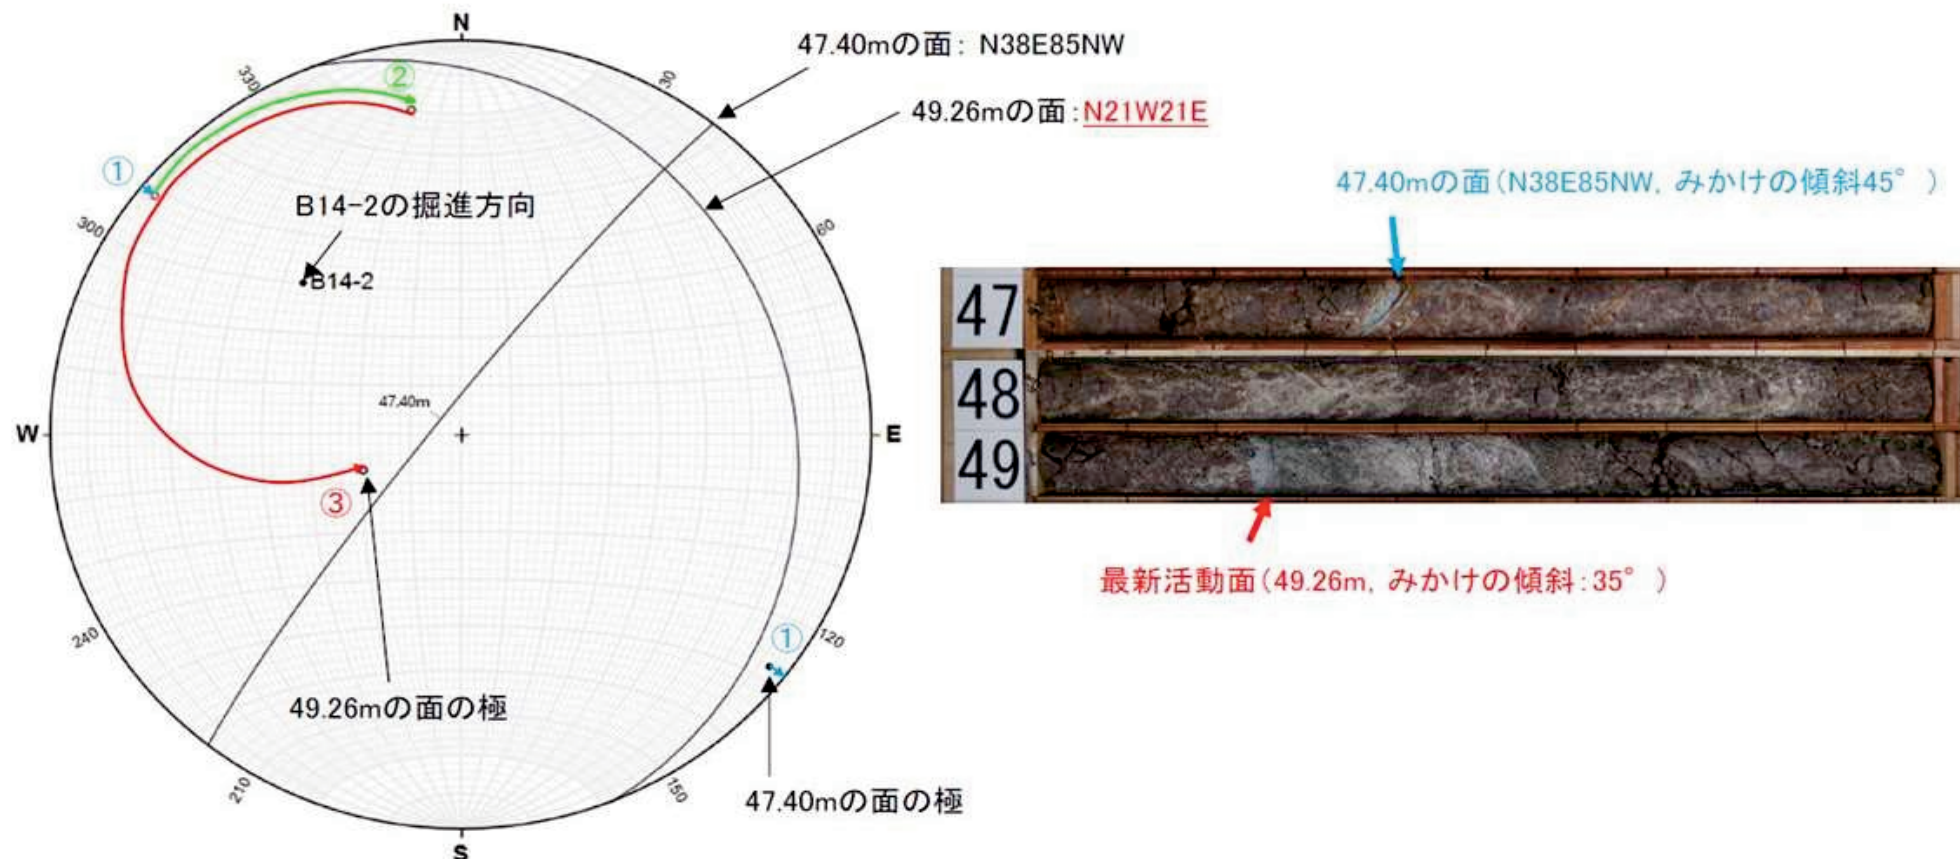 N
47.40mの面: N38E85NW
330
②
30
49.26mの面:N21W21E
①
47.40mの面(N38E85NW, みかけの傾斜45°)
B14-2の掘進方向
300
60
B14-2
47
47.40m
48
W
E
49
③
最新活動面(49.26m, みかけの傾斜:35°)
240
①
120
49.26mの面の極
210
150
47.40mの面の極
S